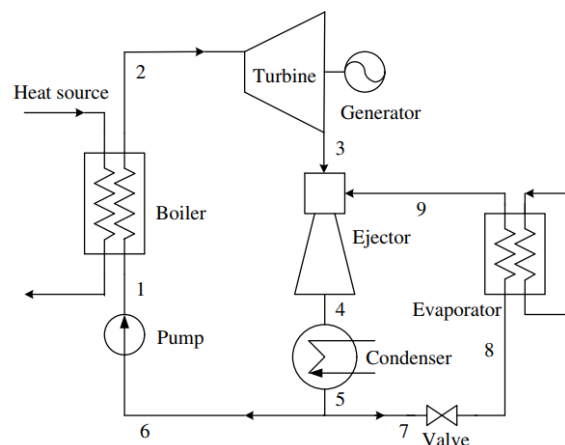 2
Turbine
Heat source
Generator
3
9
Boiler
Ejector
1
4
Evaporator
Pump
Condenser
8
5
6
7
Valve